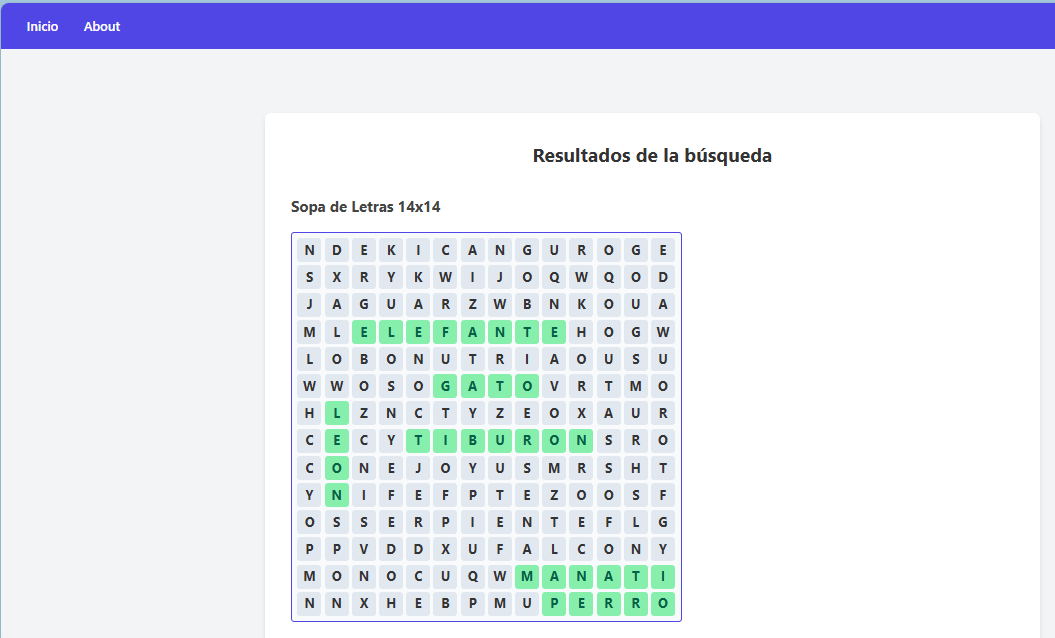 Inicio About
Resultados de la búsqueda
Sopa de Letras 14x14
N D E K I C A N G U R O G E
S X R Y K W I J O Q W Q O D
J A G U A R Z W B N K O U A
M L E L E F A N T E H O G W
L O B O N U T R I A O U S U
W W O S O G A T O V R T M O
H L Z N C T Y Z E O X A U R
C E C Y T I B U R O N S R O
C O N E J O Y U S M R S H T
Y N I F E F P T E Z O O S F
O S S E R P I E N T E F L G
P P V D D X U F A L C O N Y
M O N O C U Q W M A N A T I
N N X H E B P M U P E R R O